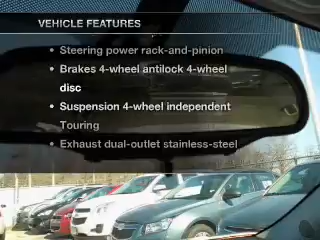 VEHICLE FEATURES
• Steering power rack-and-pinion
• Brakes 4-wheel antilock 4-wheel
disc
• Suspension 4-wheel independent
Touring
• Exhaust dual-outlet stainless-steel